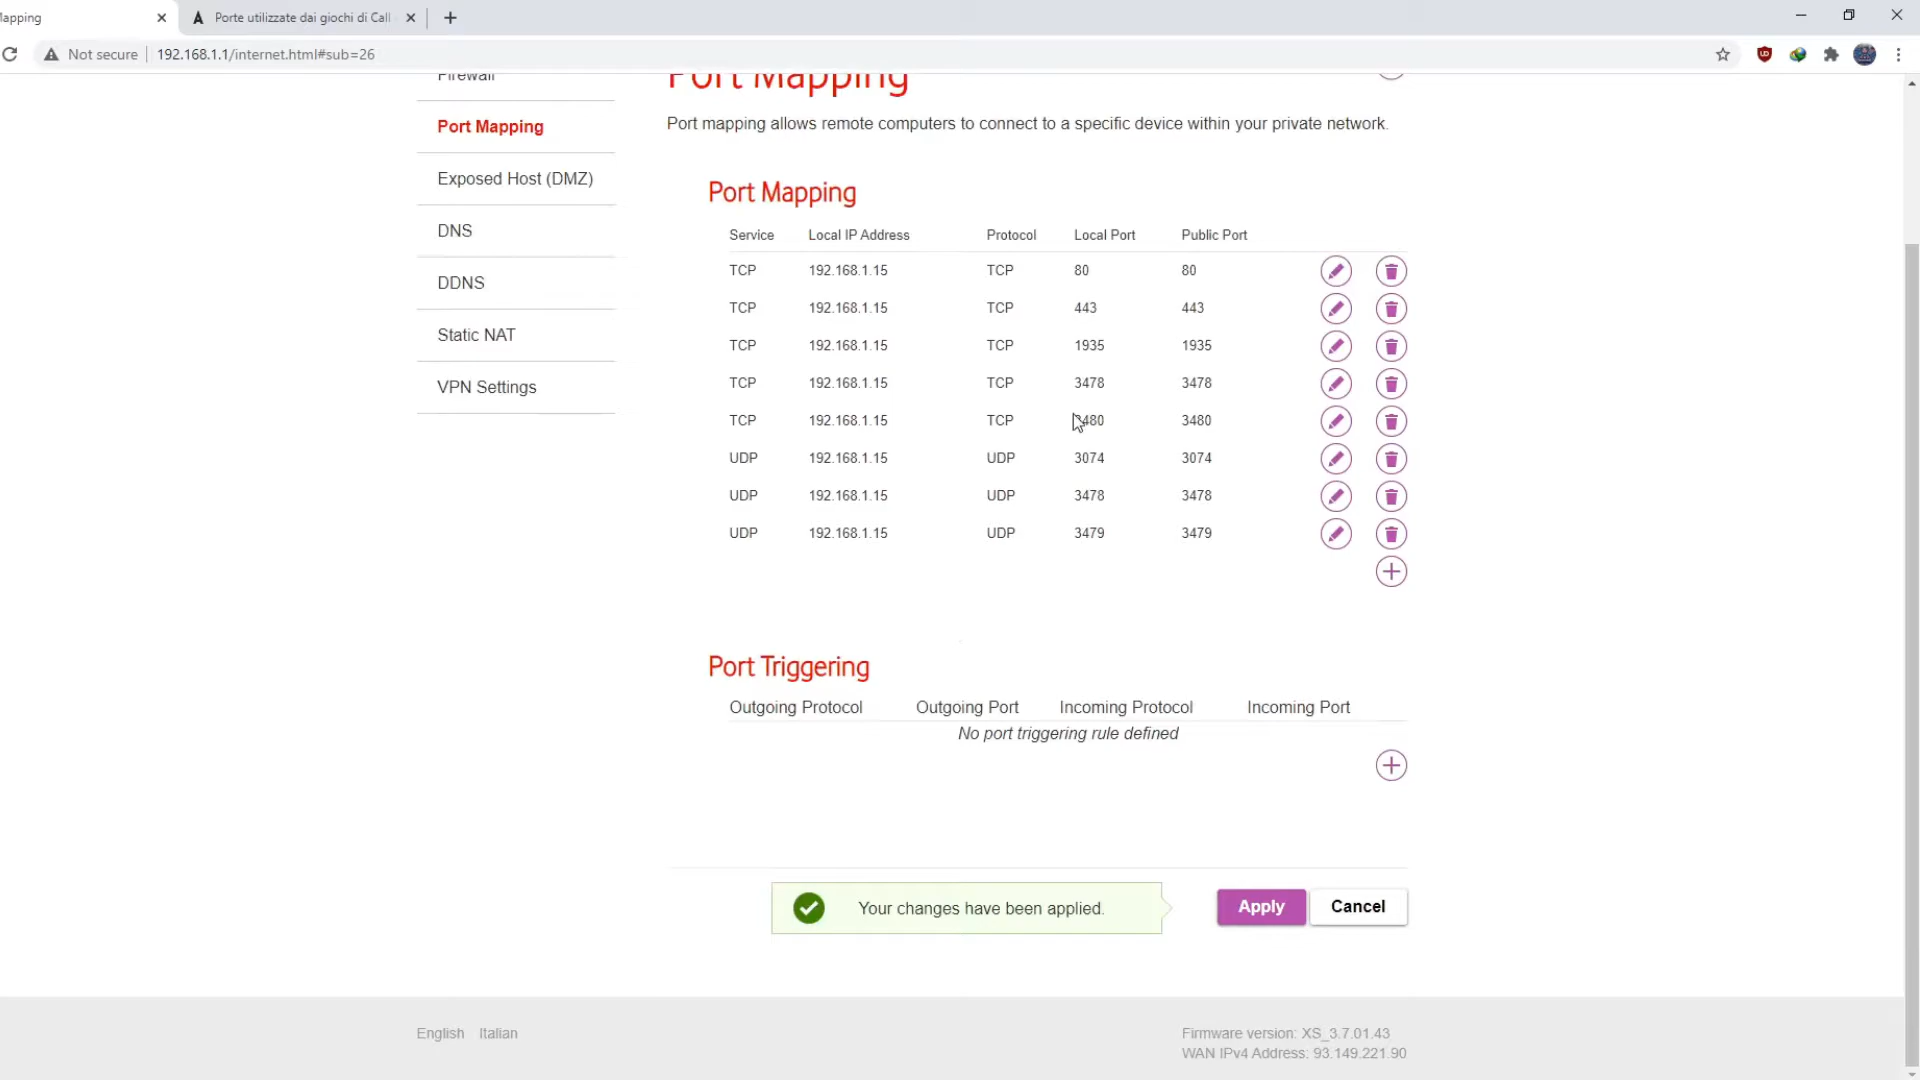 Mapping
Porte utilizzate dai giochi di Call
Not secure
192.168.1.1/internet.html#sub=26
Firewall
Port Mapping
Exposed Host (DMZ)
DNS
DDNS
Static NAT
VPN Settings
Port Mapping
Port mapping allows remote computers to connect to a specific device within your private network.
Port Mapping
Service Local IP Address Protocol Local Port Public Port
TCP 192.168.1.15 TCP 80 80
TCP 192.168.1.15 TCP 443 443
TCP 192.168.1.15 TCP 1935 1935
TCP 192.168.1.15 TCP 3478 3478
TCP 192.168.1.15 TCP 3480 3480
UDP 192.168.1.15 UDP 3074 3074
UDP 192.168.1.15 UDP 3478 3478
UDP 192.168.1.15 UDP 3479 3479
Port Triggering
Outgoing Protocol Outgoing Port Incoming Protocol Incoming Port
No port triggering rule defined
Your changes have been applied.
Apply Cancel
English Italian
Firmware version: XS_3.7.01.43
WAN IPv4 Address: 93.149.221.90